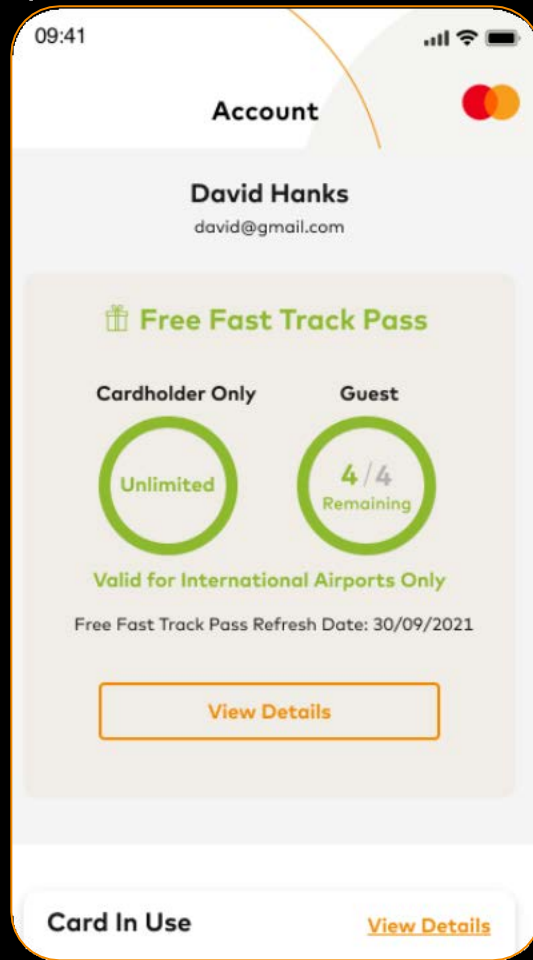 09:41
Account
David Hanks
david@gmail.com
Free Fast Track Pass
Cardholder Only Guest
Unlimited 4/4
Remaining
Valid for International Airports Only
Free Fast Track Pass Refresh Date: 30/09/2021
View Details
Card In Use View Details